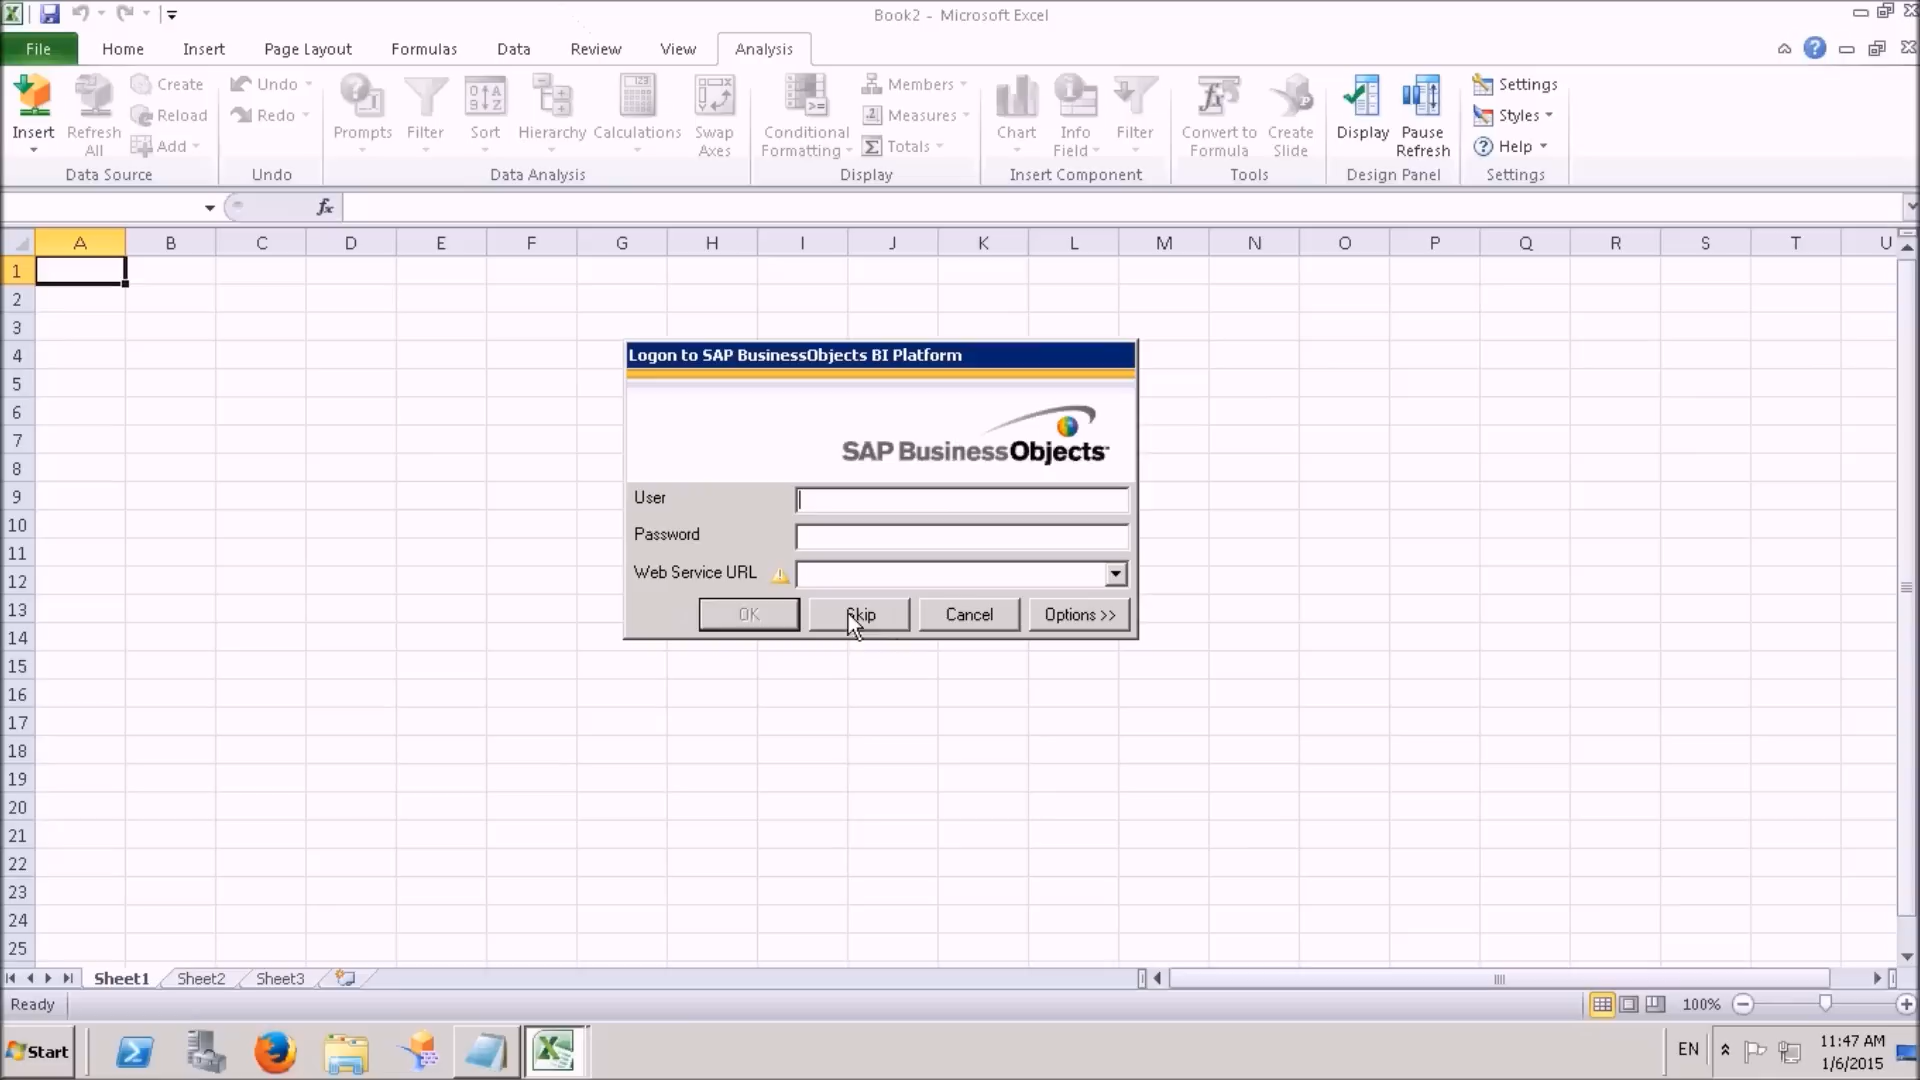 Book2 - Microsoft Excel
File Home Insert Page Layout Formulas Data Review View Analysis
Insert
Refresh All
Create
Reload
Add
Data Source
Undo
Redo
Undo
Prompts
Filter
Sort
Hierarchy
Calculations
Swap Axes
Data Analysis
Conditional Formatting
Members
Measures
Totals
Display
Chart
Info Field
Filter
Insert Component
Convert to Formula
Create Slide
Tools
Display
Pause Refresh
Design Panel
Settings
Styles
Help
Settings
fx
A B C D E F G H I J K L M N O P Q R S T U
1
2
3
4
5
6
7
8
9
10
11
12
13
14
15
16
17
18
19
20
21
22
23
24
25
Logon to SAP BusinessObjects BI Platform
SAP BusinessObjects
User
Password
Web Service URL
OK Skip Cancel Options >>
Sheet1 Sheet2 Sheet3
Ready
100%
Start
EN
11:47 AM
1/6/2015